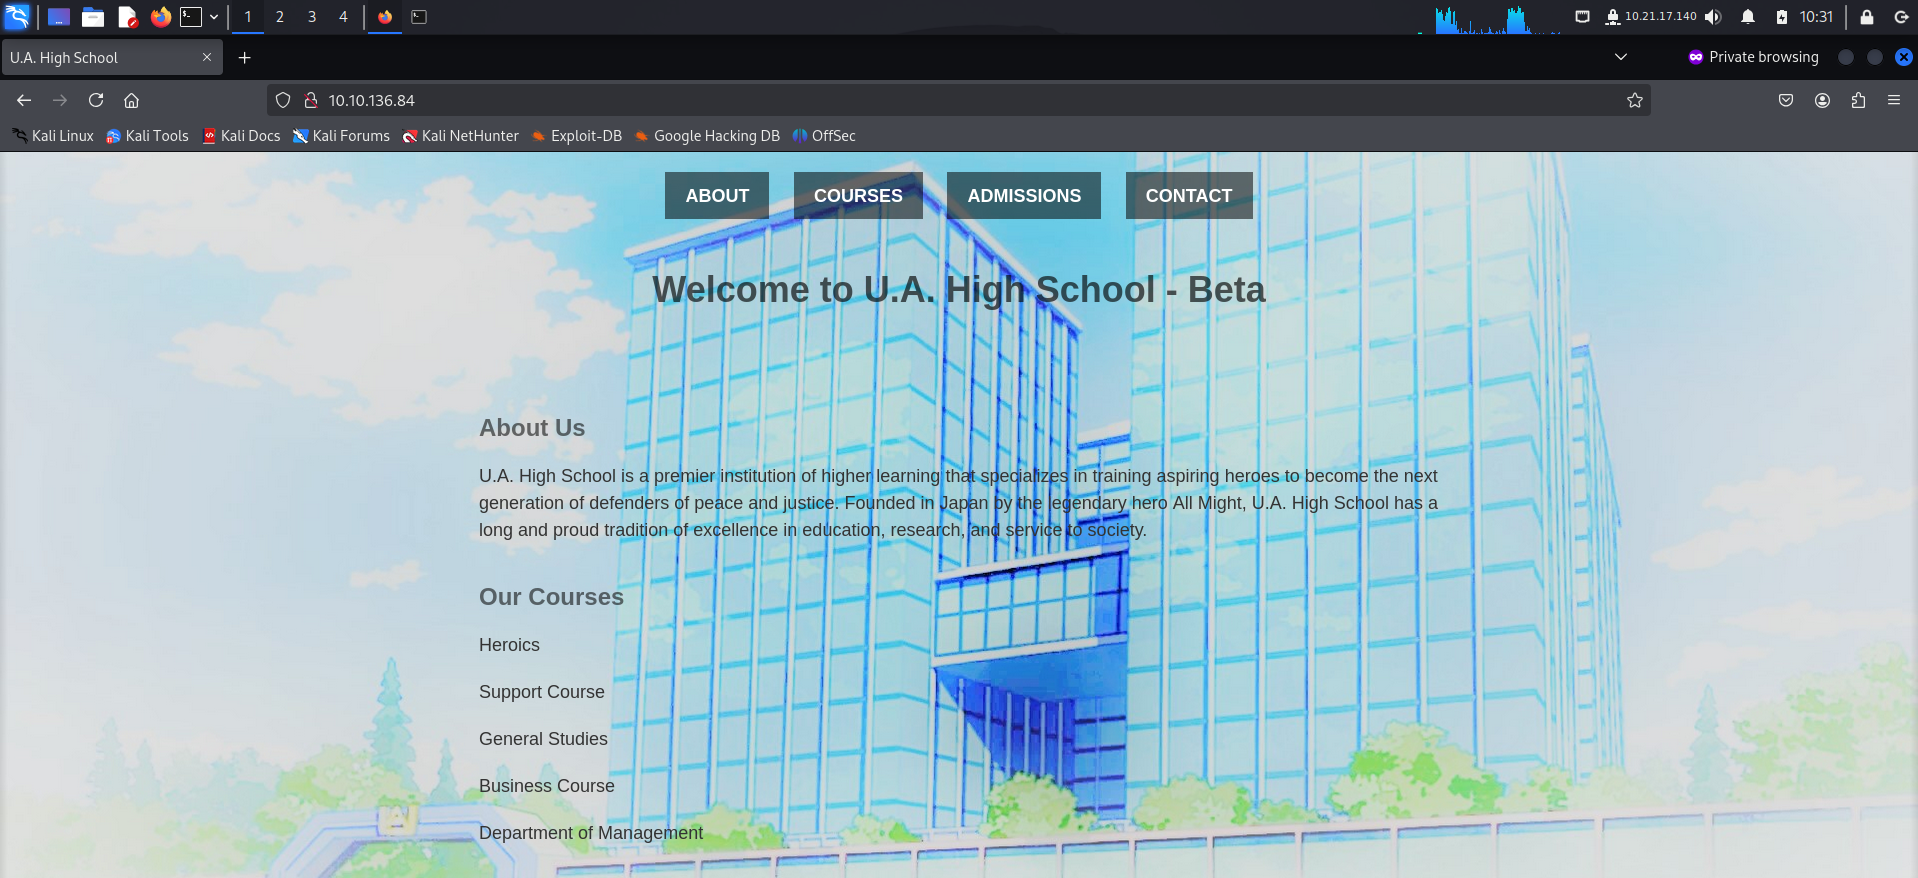 1 2 3 4
10.21.17.140
10:31
U.A. High School
Private browsing
10.10.136.84
Kali Linux Kali Tools Kali Docs Kali Forums Kali NetHunter Exploit-DB Google Hacking DB OffSec
ABOUT COURSES ADMISSIONS CONTACT
Welcome to U.A. High School - Beta
About Us
U.A. High School is a premier institution of higher learning that specializes in training aspiring heroes to become the next
generation of defenders of peace and justice. Founded in Japan by the legendary hero All Might, U.A. High School has a
long and proud tradition of excellence in education, research, and service to society.
Our Courses
Heroics
Support Course
General Studies
Business Course
Department of Management